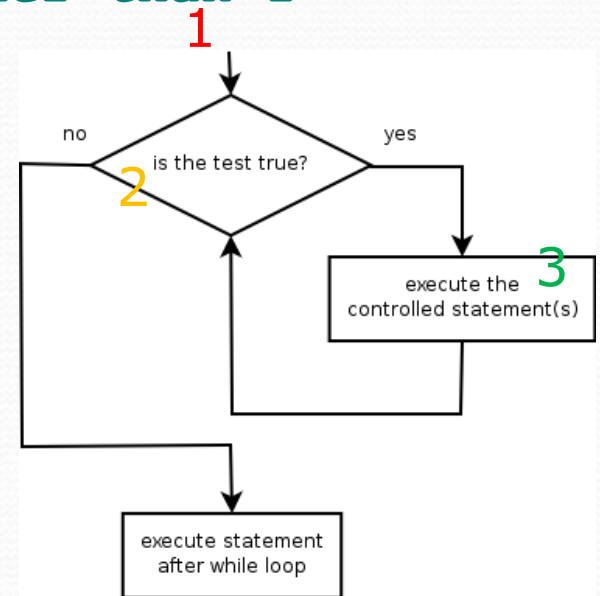 1
no
yes
is the test true?
2
3
execute the
controlled statement(s)
execute statement
after while loop